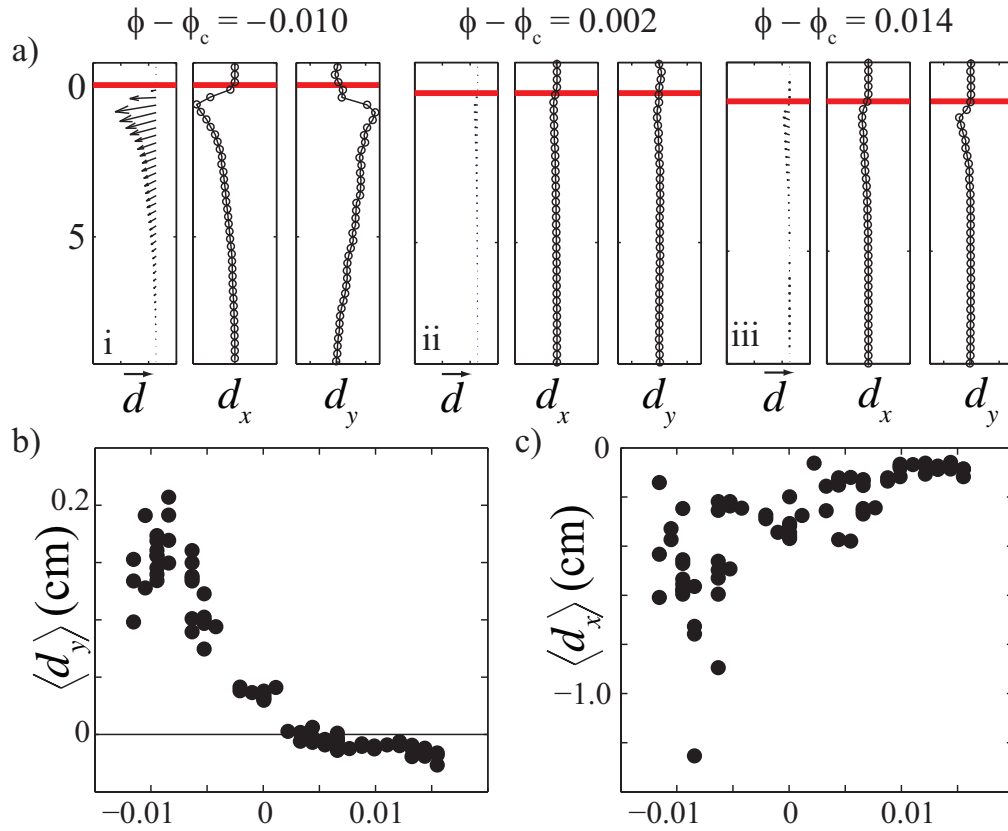 ϕ − ϕc = −0.010
ϕ − ϕc = 0.002
ϕ − ϕc = 0.014
a)
0
5
i
ii
iii
d
dx
dy
d
dx
dy
d
dx
dy
b)
0.2
0
⟨dy⟩ (cm)
−0.01
0
0.01
c)
0
−1.0
⟨dx⟩ (cm)
−0.01
0
0.01